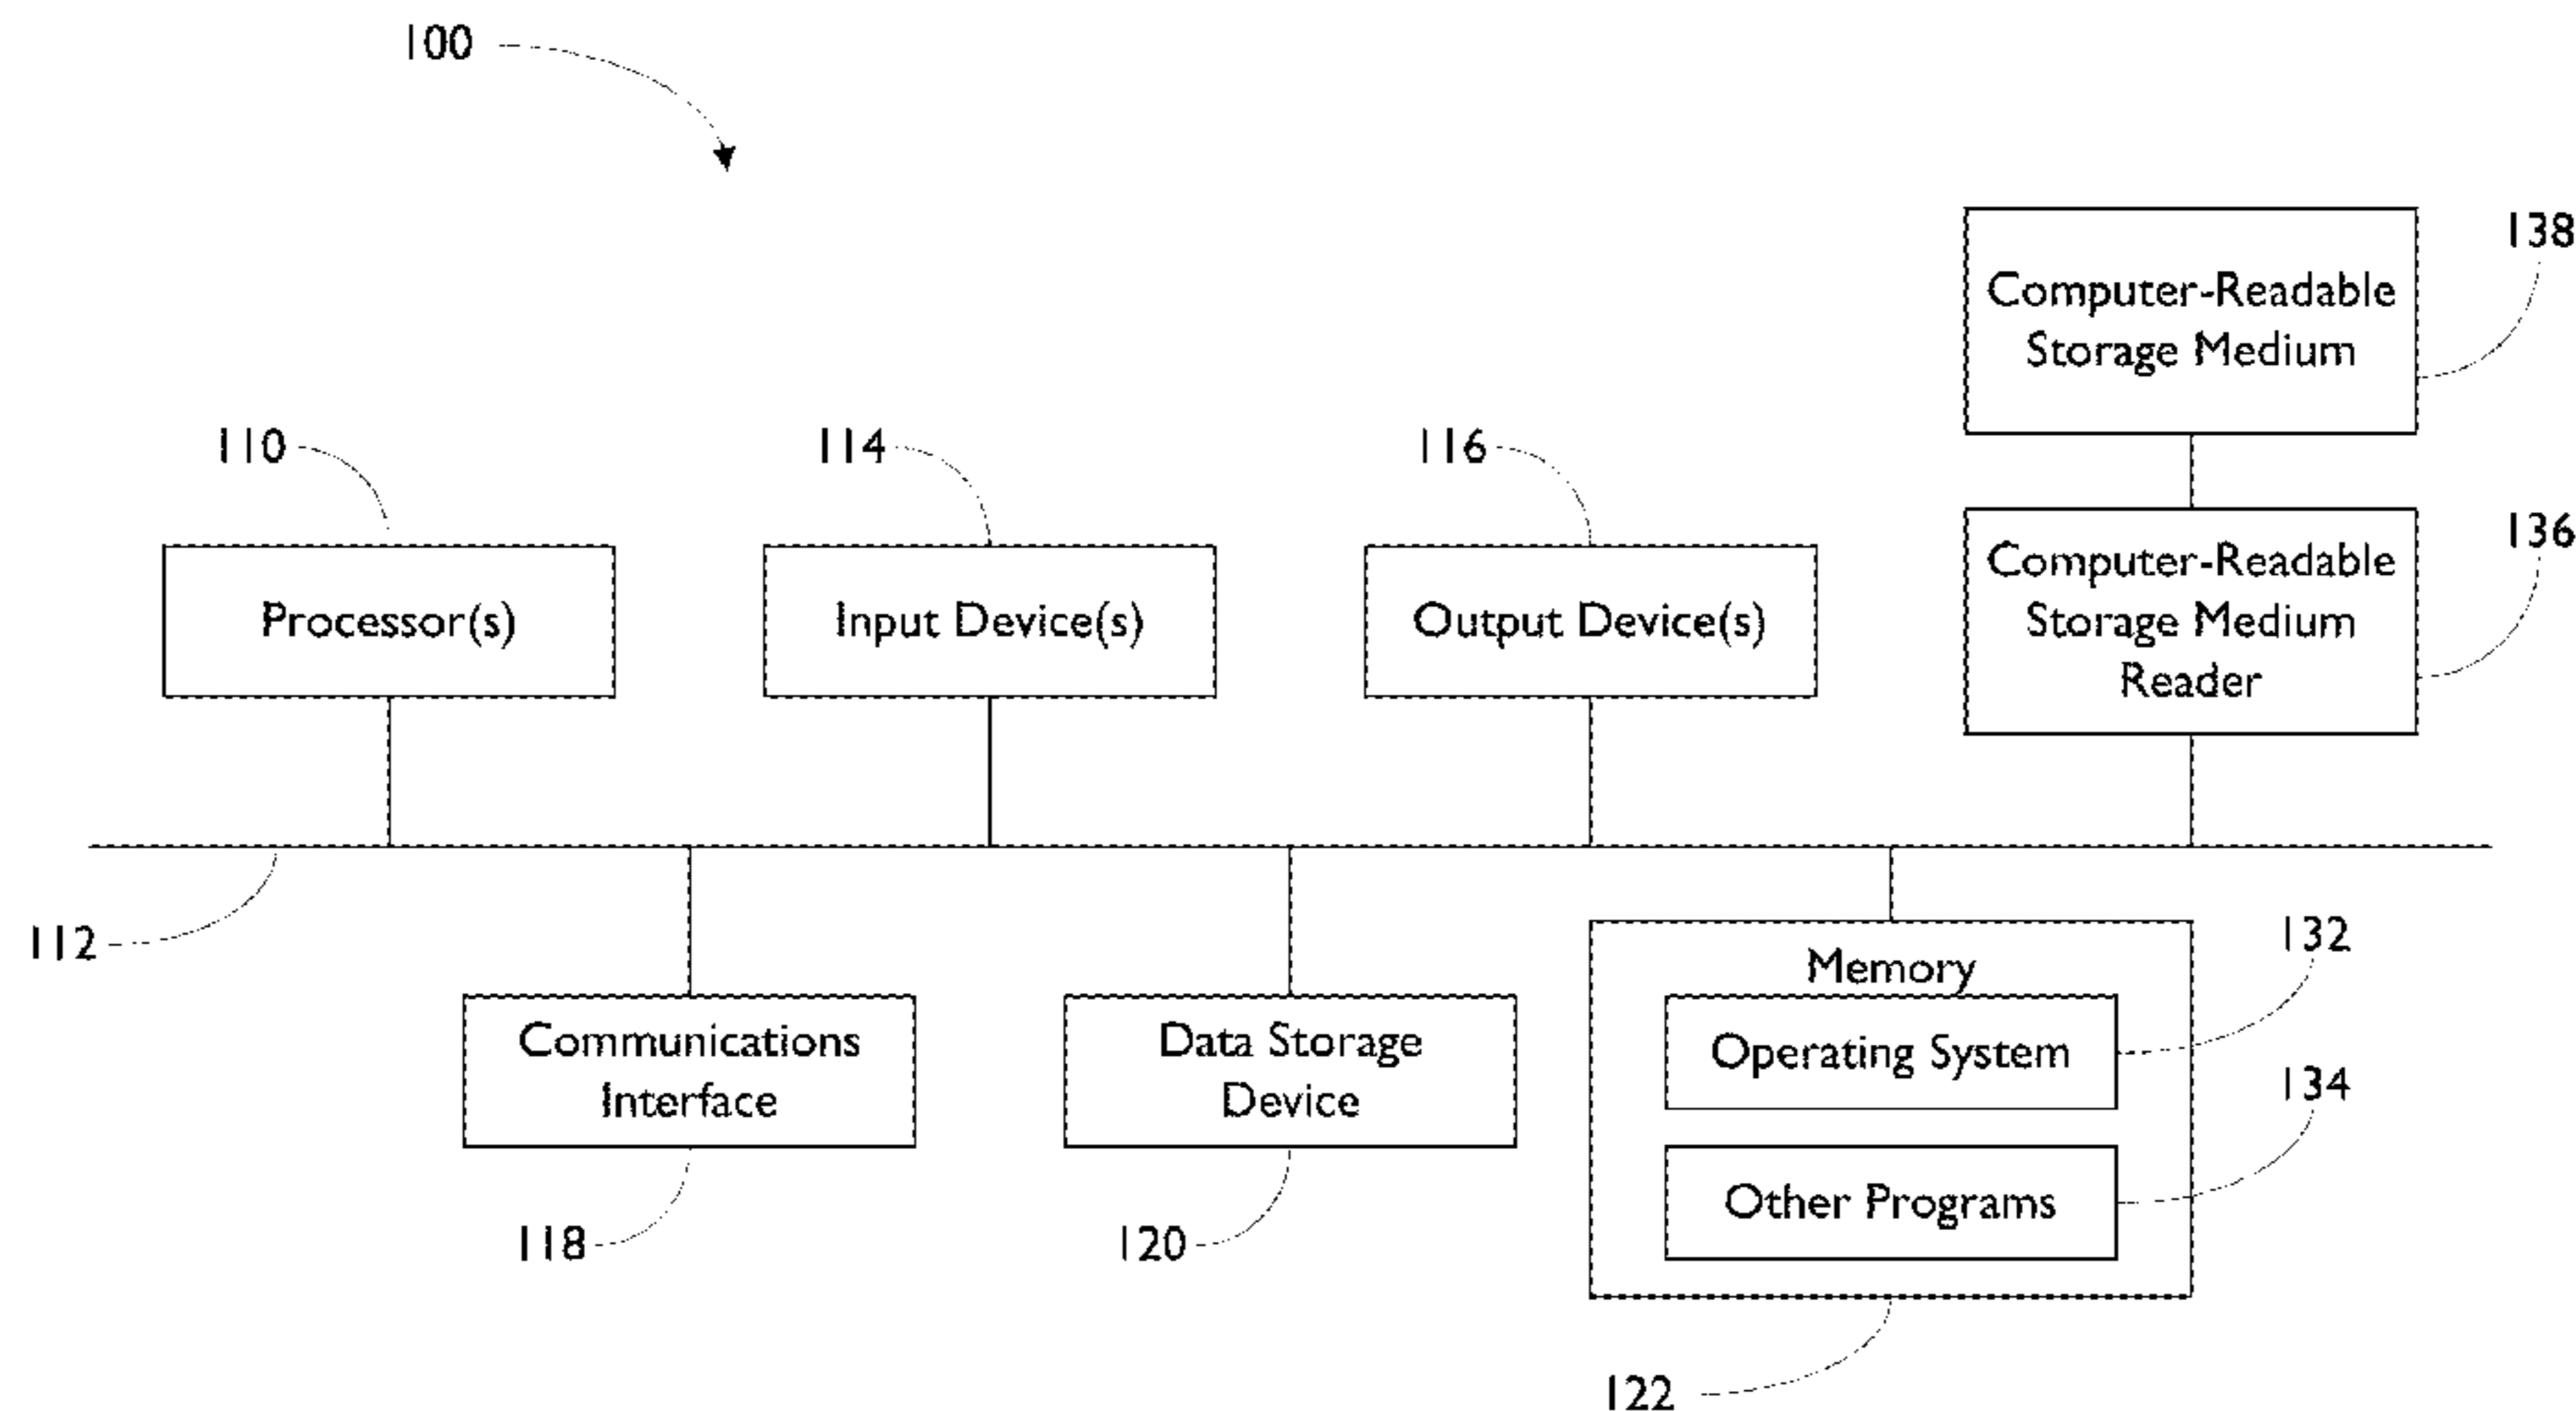 100
138
Computer-Readable
Storage Medium
110
114
116
136
Processor(s)
Input Device(s)
Output Device(s)
Computer-Readable
Storage Medium
Reader
112
132
Memory
Communications
Interface
Data Storage
Device
Operating System
134
Other Programs
118
120
122